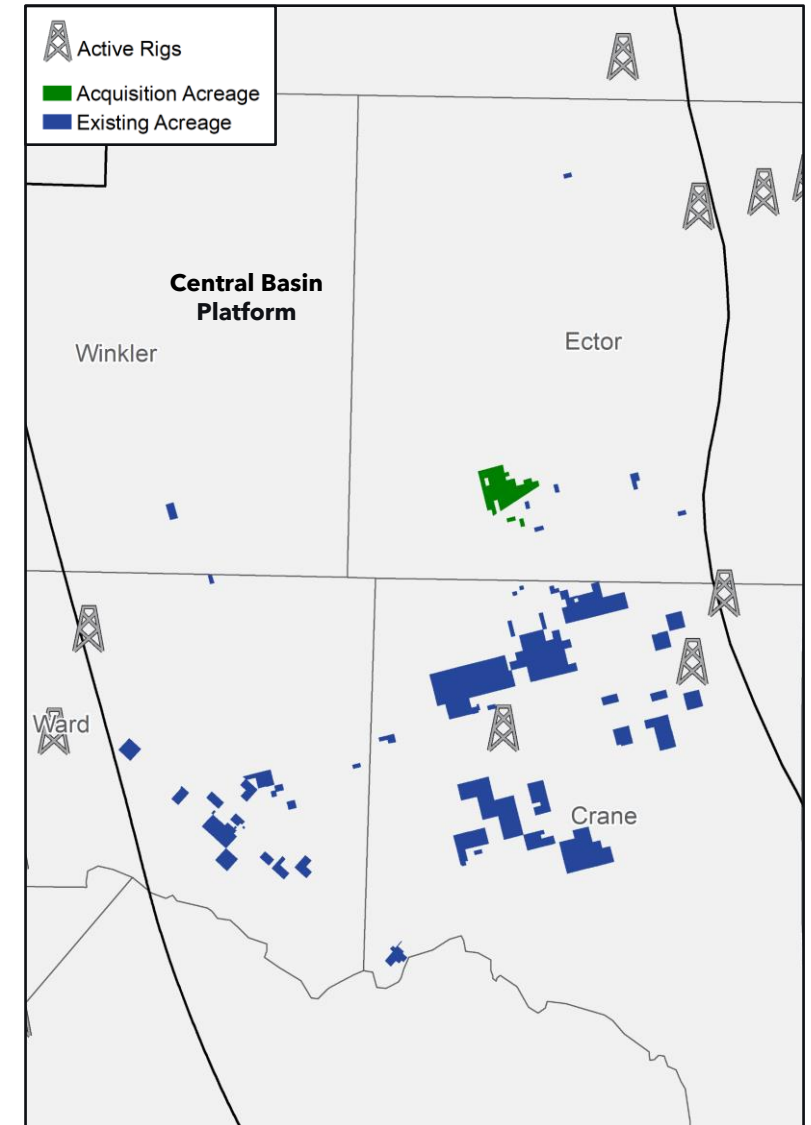 Active Rigs
Acquisition Acreage
Existing Acreage
Central Basin
Platform
Winkler
Ector
Ward
Crane